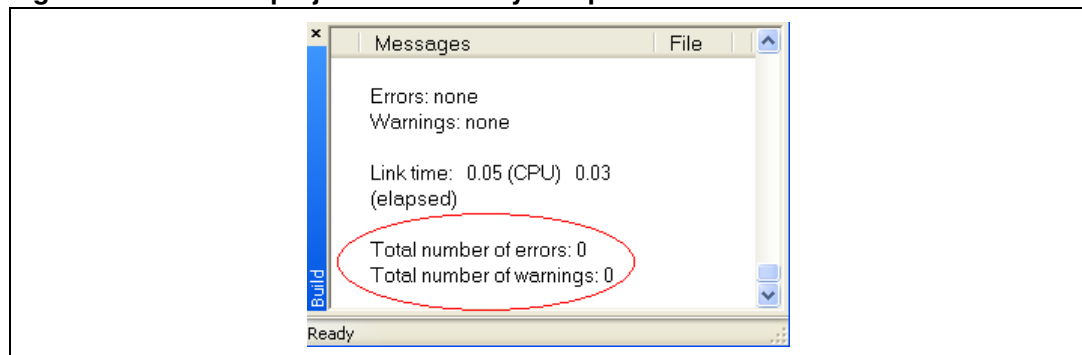 Messages File
Errors: none
Warnings: none
Link time: 0.05 (CPU) 0.03
(elapsed)
Total number of errors: 0
Total number of warnings: 0
Build
Ready